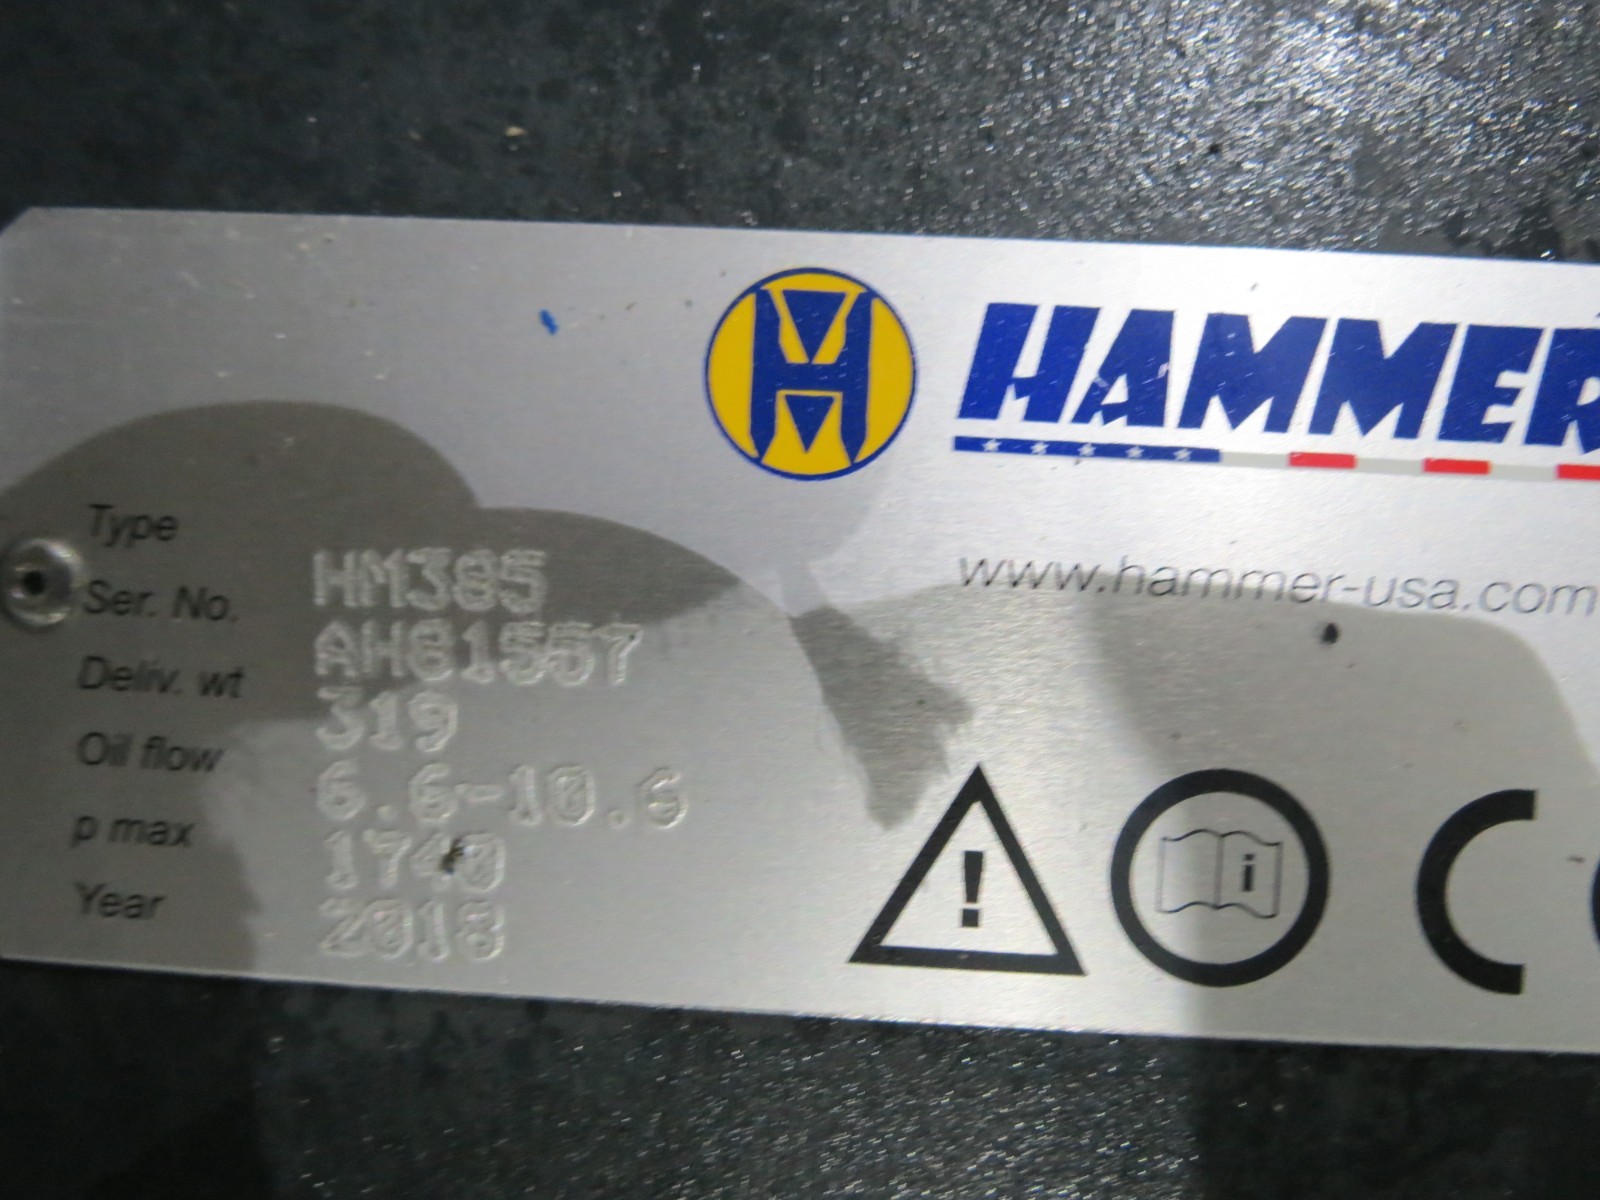 HAMMER
www.hammer-usa.com
Type HM385
Ser. No. AH81557
Deliv. wt 319
Oil flow 6.6-10.6
p max 1740
Year 2018
! i C